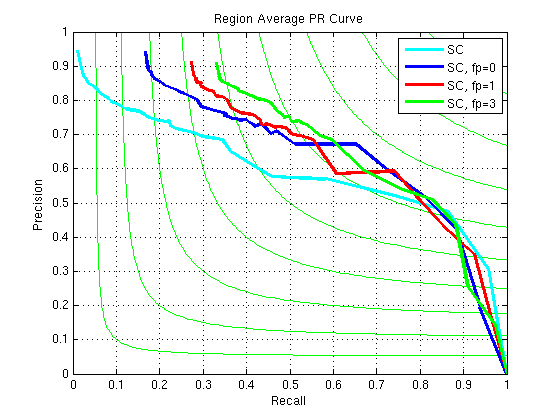 Region Average PR Curve
SC
SC, fp=0
SC, fp=1
SC, fp=3
1
0.9
0.8
0.7
0.6
0.5
0.4
0.3
0.2
0.1
0
Precision
0 0.1 0.2 0.3 0.4 0.5 0.6 0.7 0.8 0.9 1
Recall